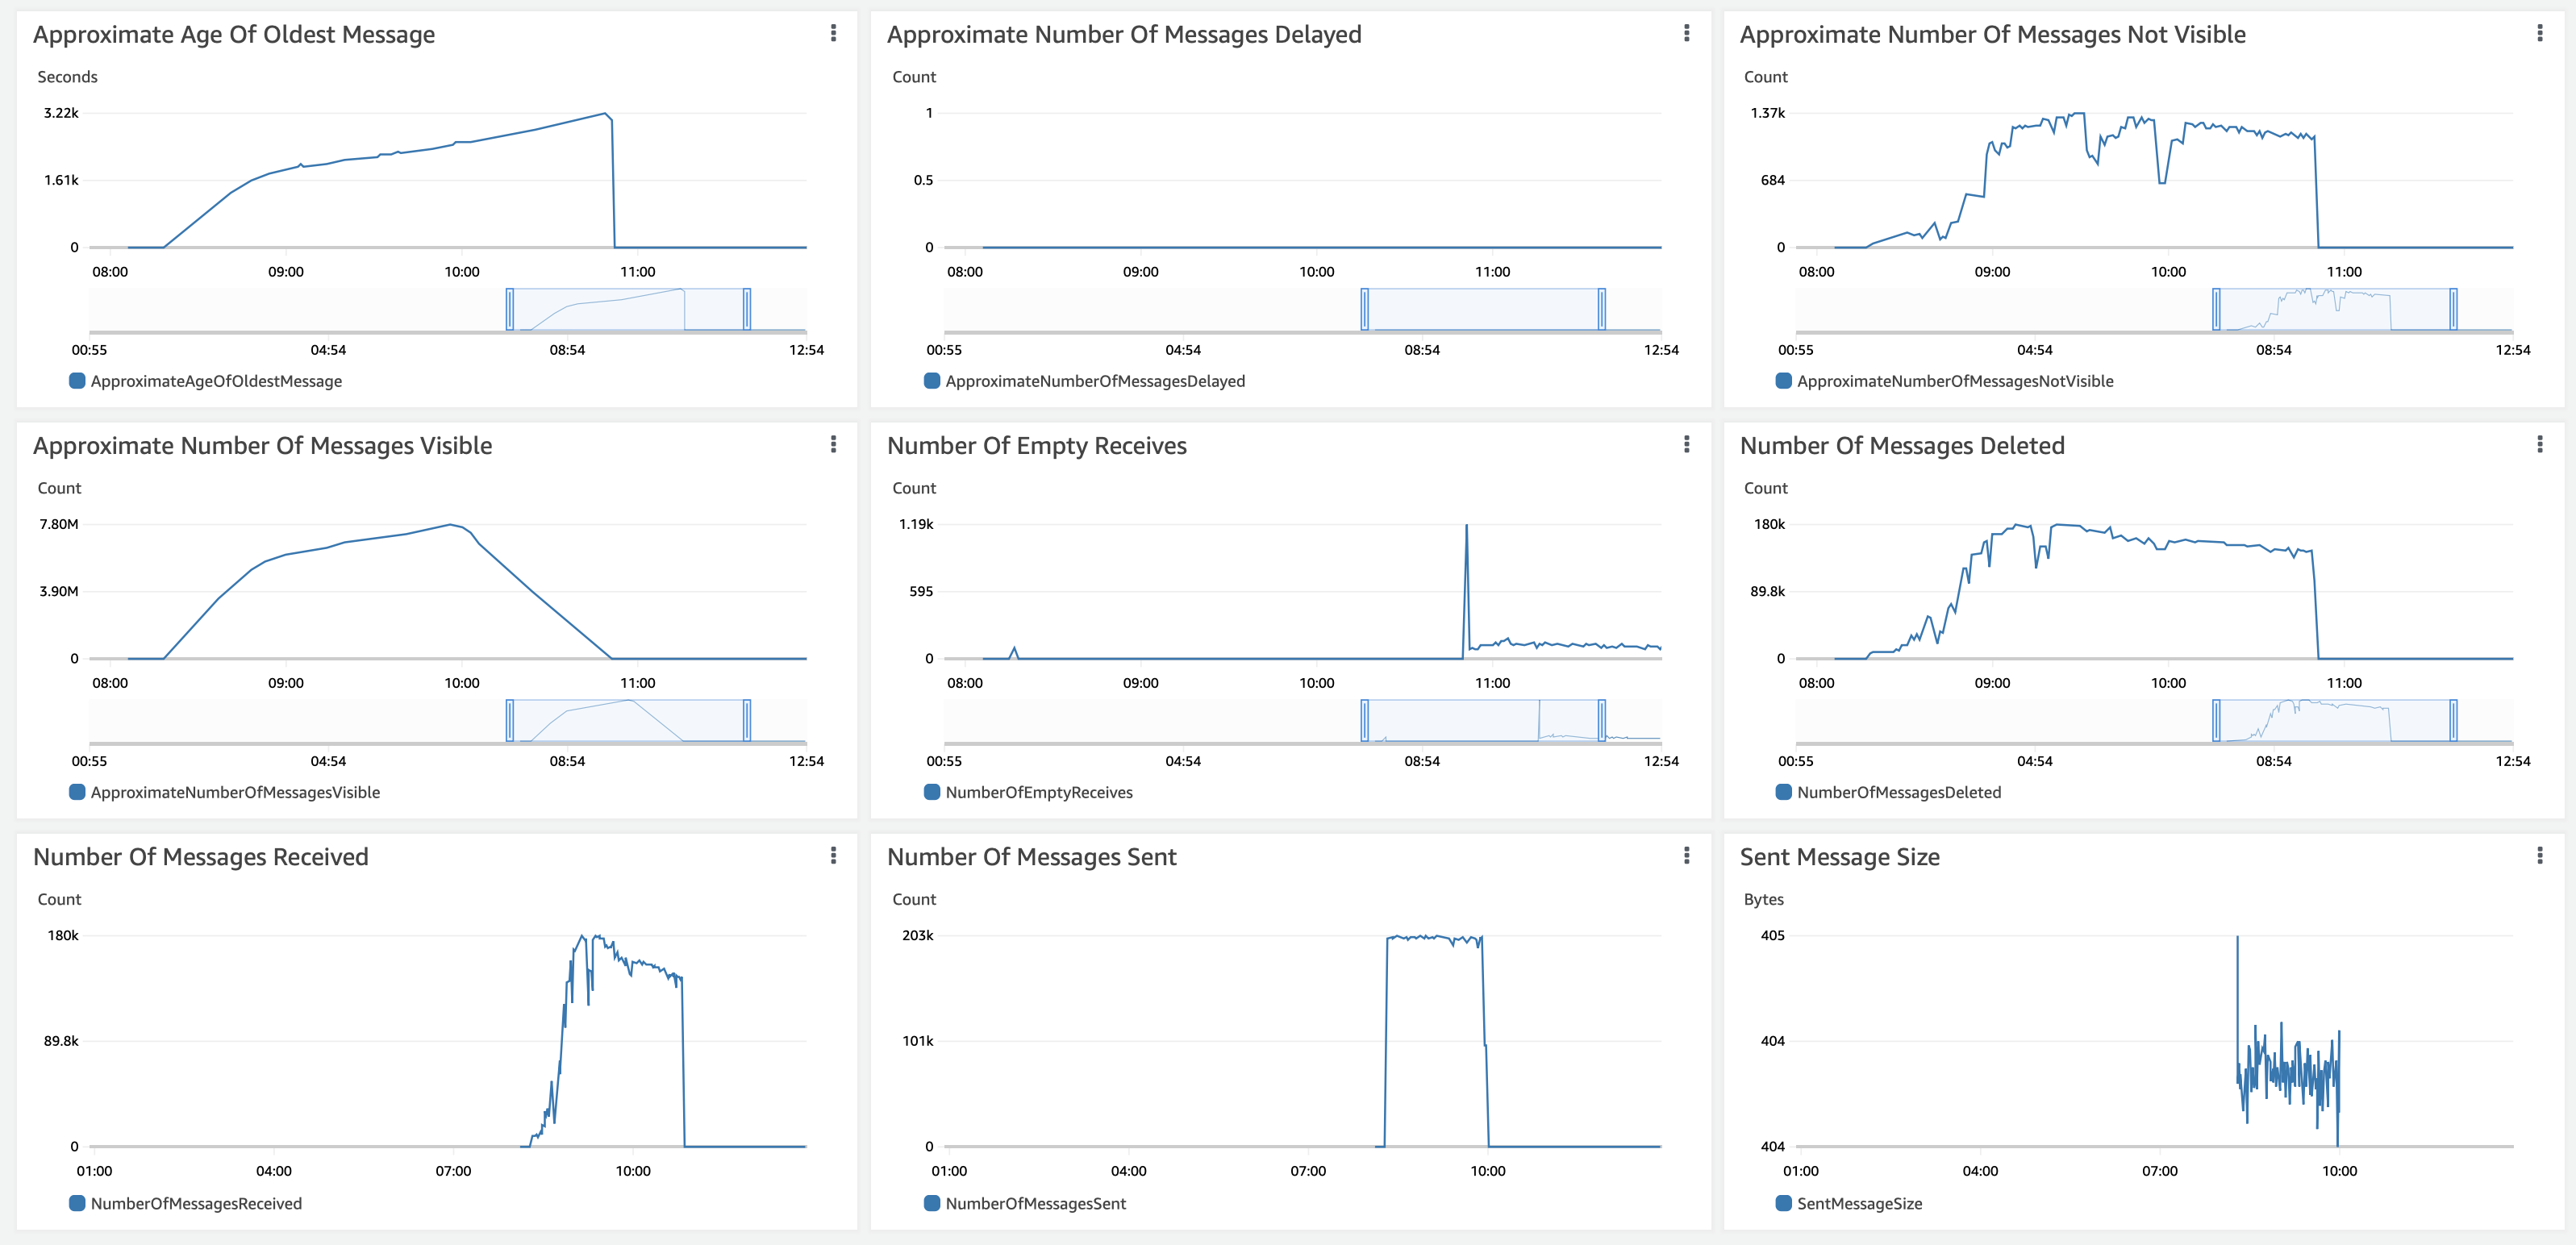 Approximate Age Of Oldest Message
Seconds
3.22k
1.61k
0
08:00 09:00 10:00 11:00
00:55 04:54 08:54 12:54
ApproximateAgeOfOldestMessage
Approximate Number Of Messages Delayed
Count
1
0.5
0
08:00 09:00 10:00 11:00
00:55 04:54 08:54 12:54
ApproximateNumberOfMessagesDelayed
Approximate Number Of Messages Not Visible
Count
1.37k
684
0
08:00 09:00 10:00 11:00
00:55 04:54 08:54 12:54
ApproximateNumberOfMessagesNotVisible
Approximate Number Of Messages Visible
Count
7.80M
3.90M
0
08:00 09:00 10:00 11:00
00:55 04:54 08:54 12:54
ApproximateNumberOfMessagesVisible
Number Of Empty Receives
Count
1.19k
595
0
08:00 09:00 10:00 11:00
00:55 04:54 08:54 12:54
NumberOfEmptyReceives
Number Of Messages Deleted
Count
180k
89.8k
0
08:00 09:00 10:00 11:00
00:55 04:54 08:54 12:54
NumberOfMessagesDeleted
Number Of Messages Received
Count
180k
89.8k
0
01:00 04:00 07:00 10:00
NumberOfMessagesReceived
Number Of Messages Sent
Count
203k
101k
0
01:00 04:00 07:00 10:00
NumberOfMessagesSent
Sent Message Size
Bytes
405
404
404
01:00 04:00 07:00 10:00
SentMessageSize